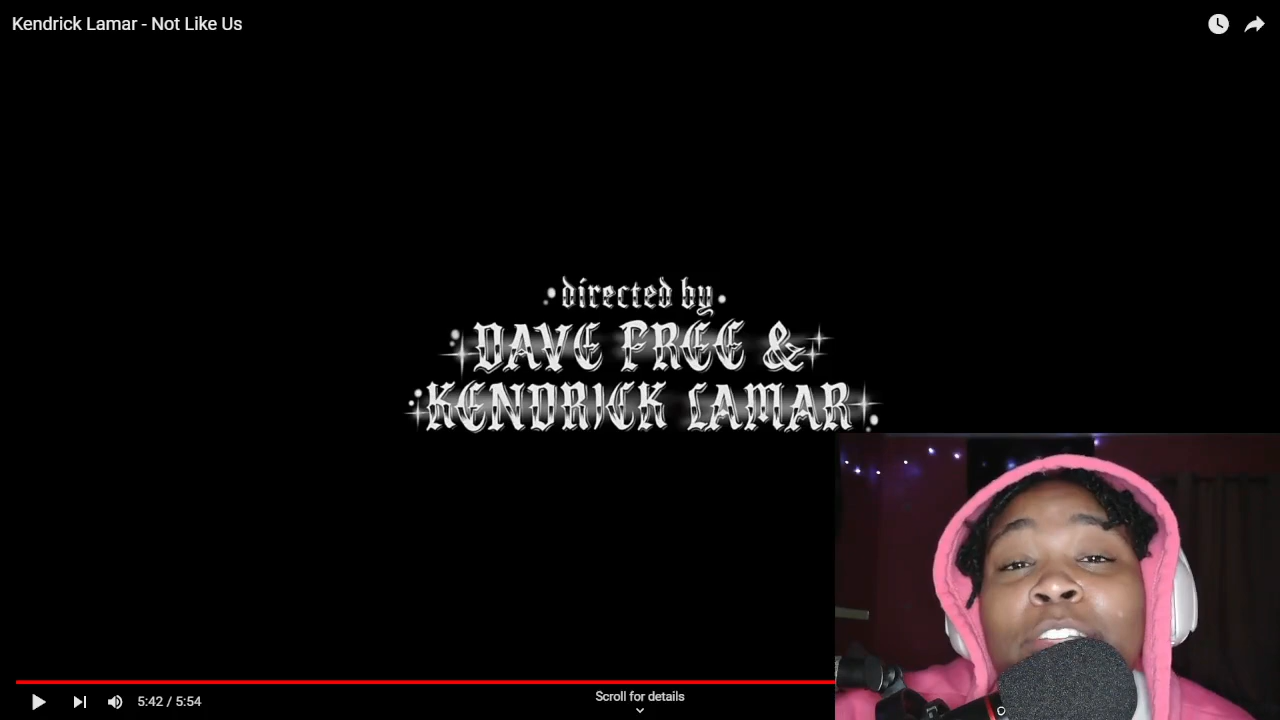 Kendrick Lamar - Not Like Us
directed by
DAVE FREE &
KENDRICK LAMAR
Scroll for details
5:42 / 5:54